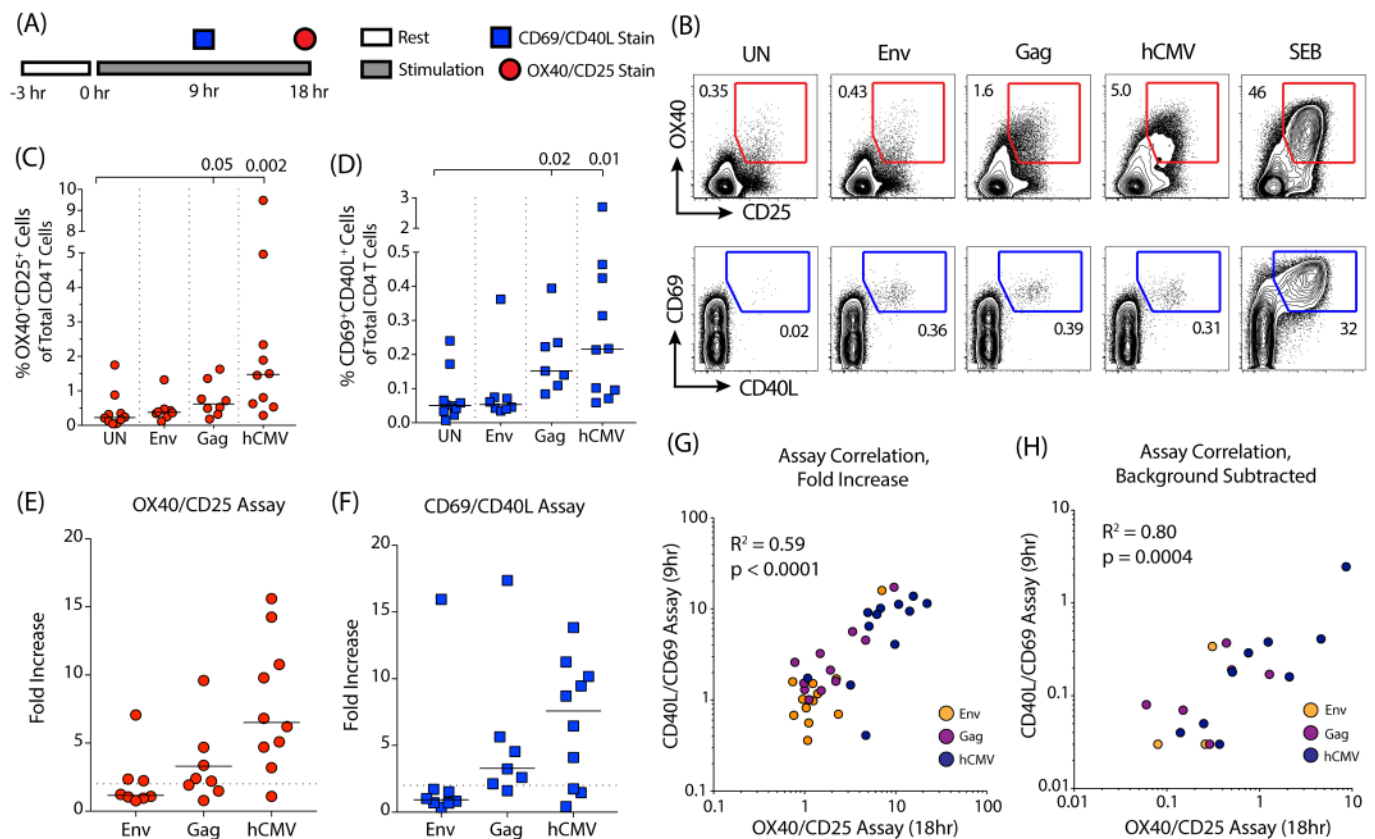 (A)
Rest
CD69/CD40L Stain
Stimulation
OX40/CD25 Stain
-3 hr
0 hr
9 hr
18 hr
(B)
UN
Env
Gag
hCMV
SEB
OX40
0.35
0.43
1.6
5.0
46
CD25
CD69
0.02
0.36
0.39
0.31
32
CD40L
(C)
0.05
0.002
% OX40+CD25+ Cells
of Total CD4 T Cells
10
9
8
7
6
5
5
4
3
2
1
0
UN
Env
Gag
hCMV
(D)
0.02
0.01
% CD69+CD40L+ Cells
of Total CD4 T Cells
3
2
1
0.5
0.4
0.3
0.2
0.1
0.0
UN
Env
Gag
hCMV
(E)
OX40/CD25 Assay
Fold Increase
20
15
10
5
0
Env
Gag
hCMV
(F)
CD69/CD40L Assay
Fold Increase
20
15
10
5
0
Env
Gag
hCMV
(G)
Assay Correlation,
Fold Increase
CD40L/CD69 Assay (9hr)
100
10
1
0.1
R² = 0.59
p < 0.0001
Env
Gag
hCMV
0.1
1
10
100
OX40/CD25 Assay (18hr)
(H)
Assay Correlation,
Background Subtracted
CD40L/CD69 Assay (9hr)
10
1
0.1
0.01
R² = 0.80
p = 0.0004
Env
Gag
hCMV
0.01
0.1
1
10
OX40/CD25 Assay (18hr)